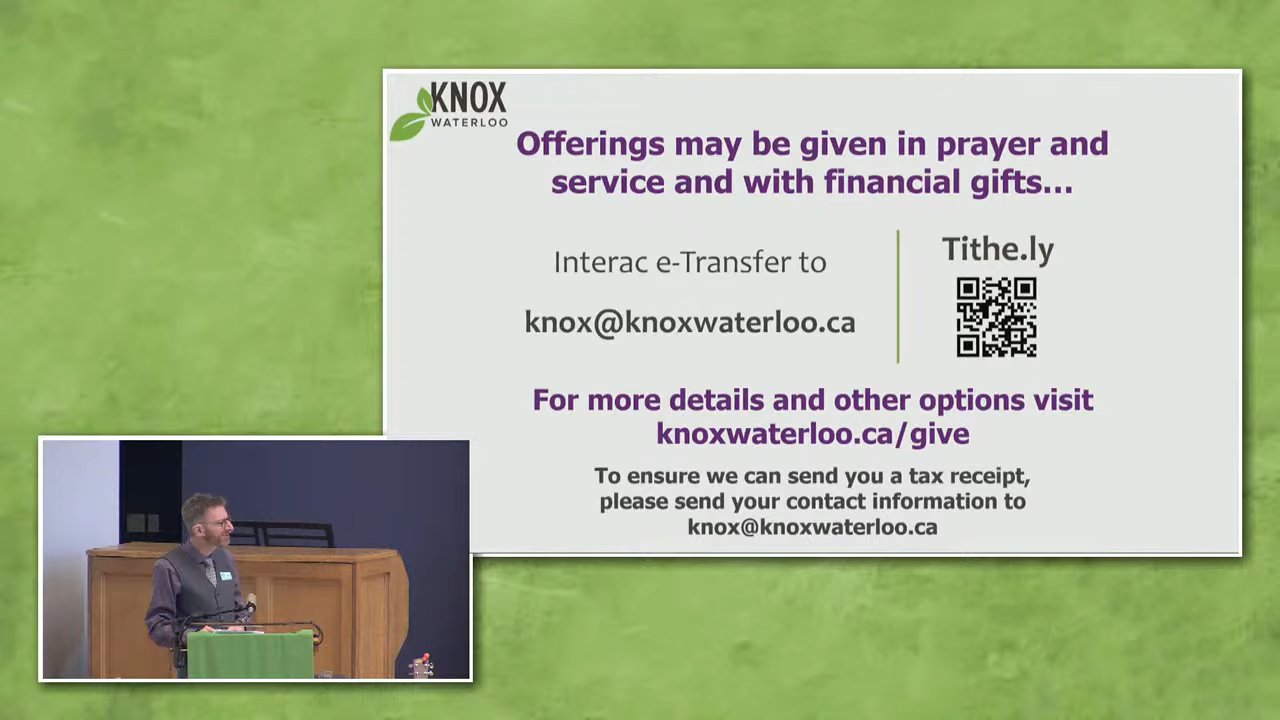 KNOX
WATERLOO
Offerings may be given in prayer and
service and with financial gifts...
Interac e-Transfer to
knox@knoxwaterloo.ca
Tithe.ly
For more details and other options visit
knoxwaterloo.ca/give
To ensure we can send you a tax receipt,
please send your contact information to
knox@knoxwaterloo.ca